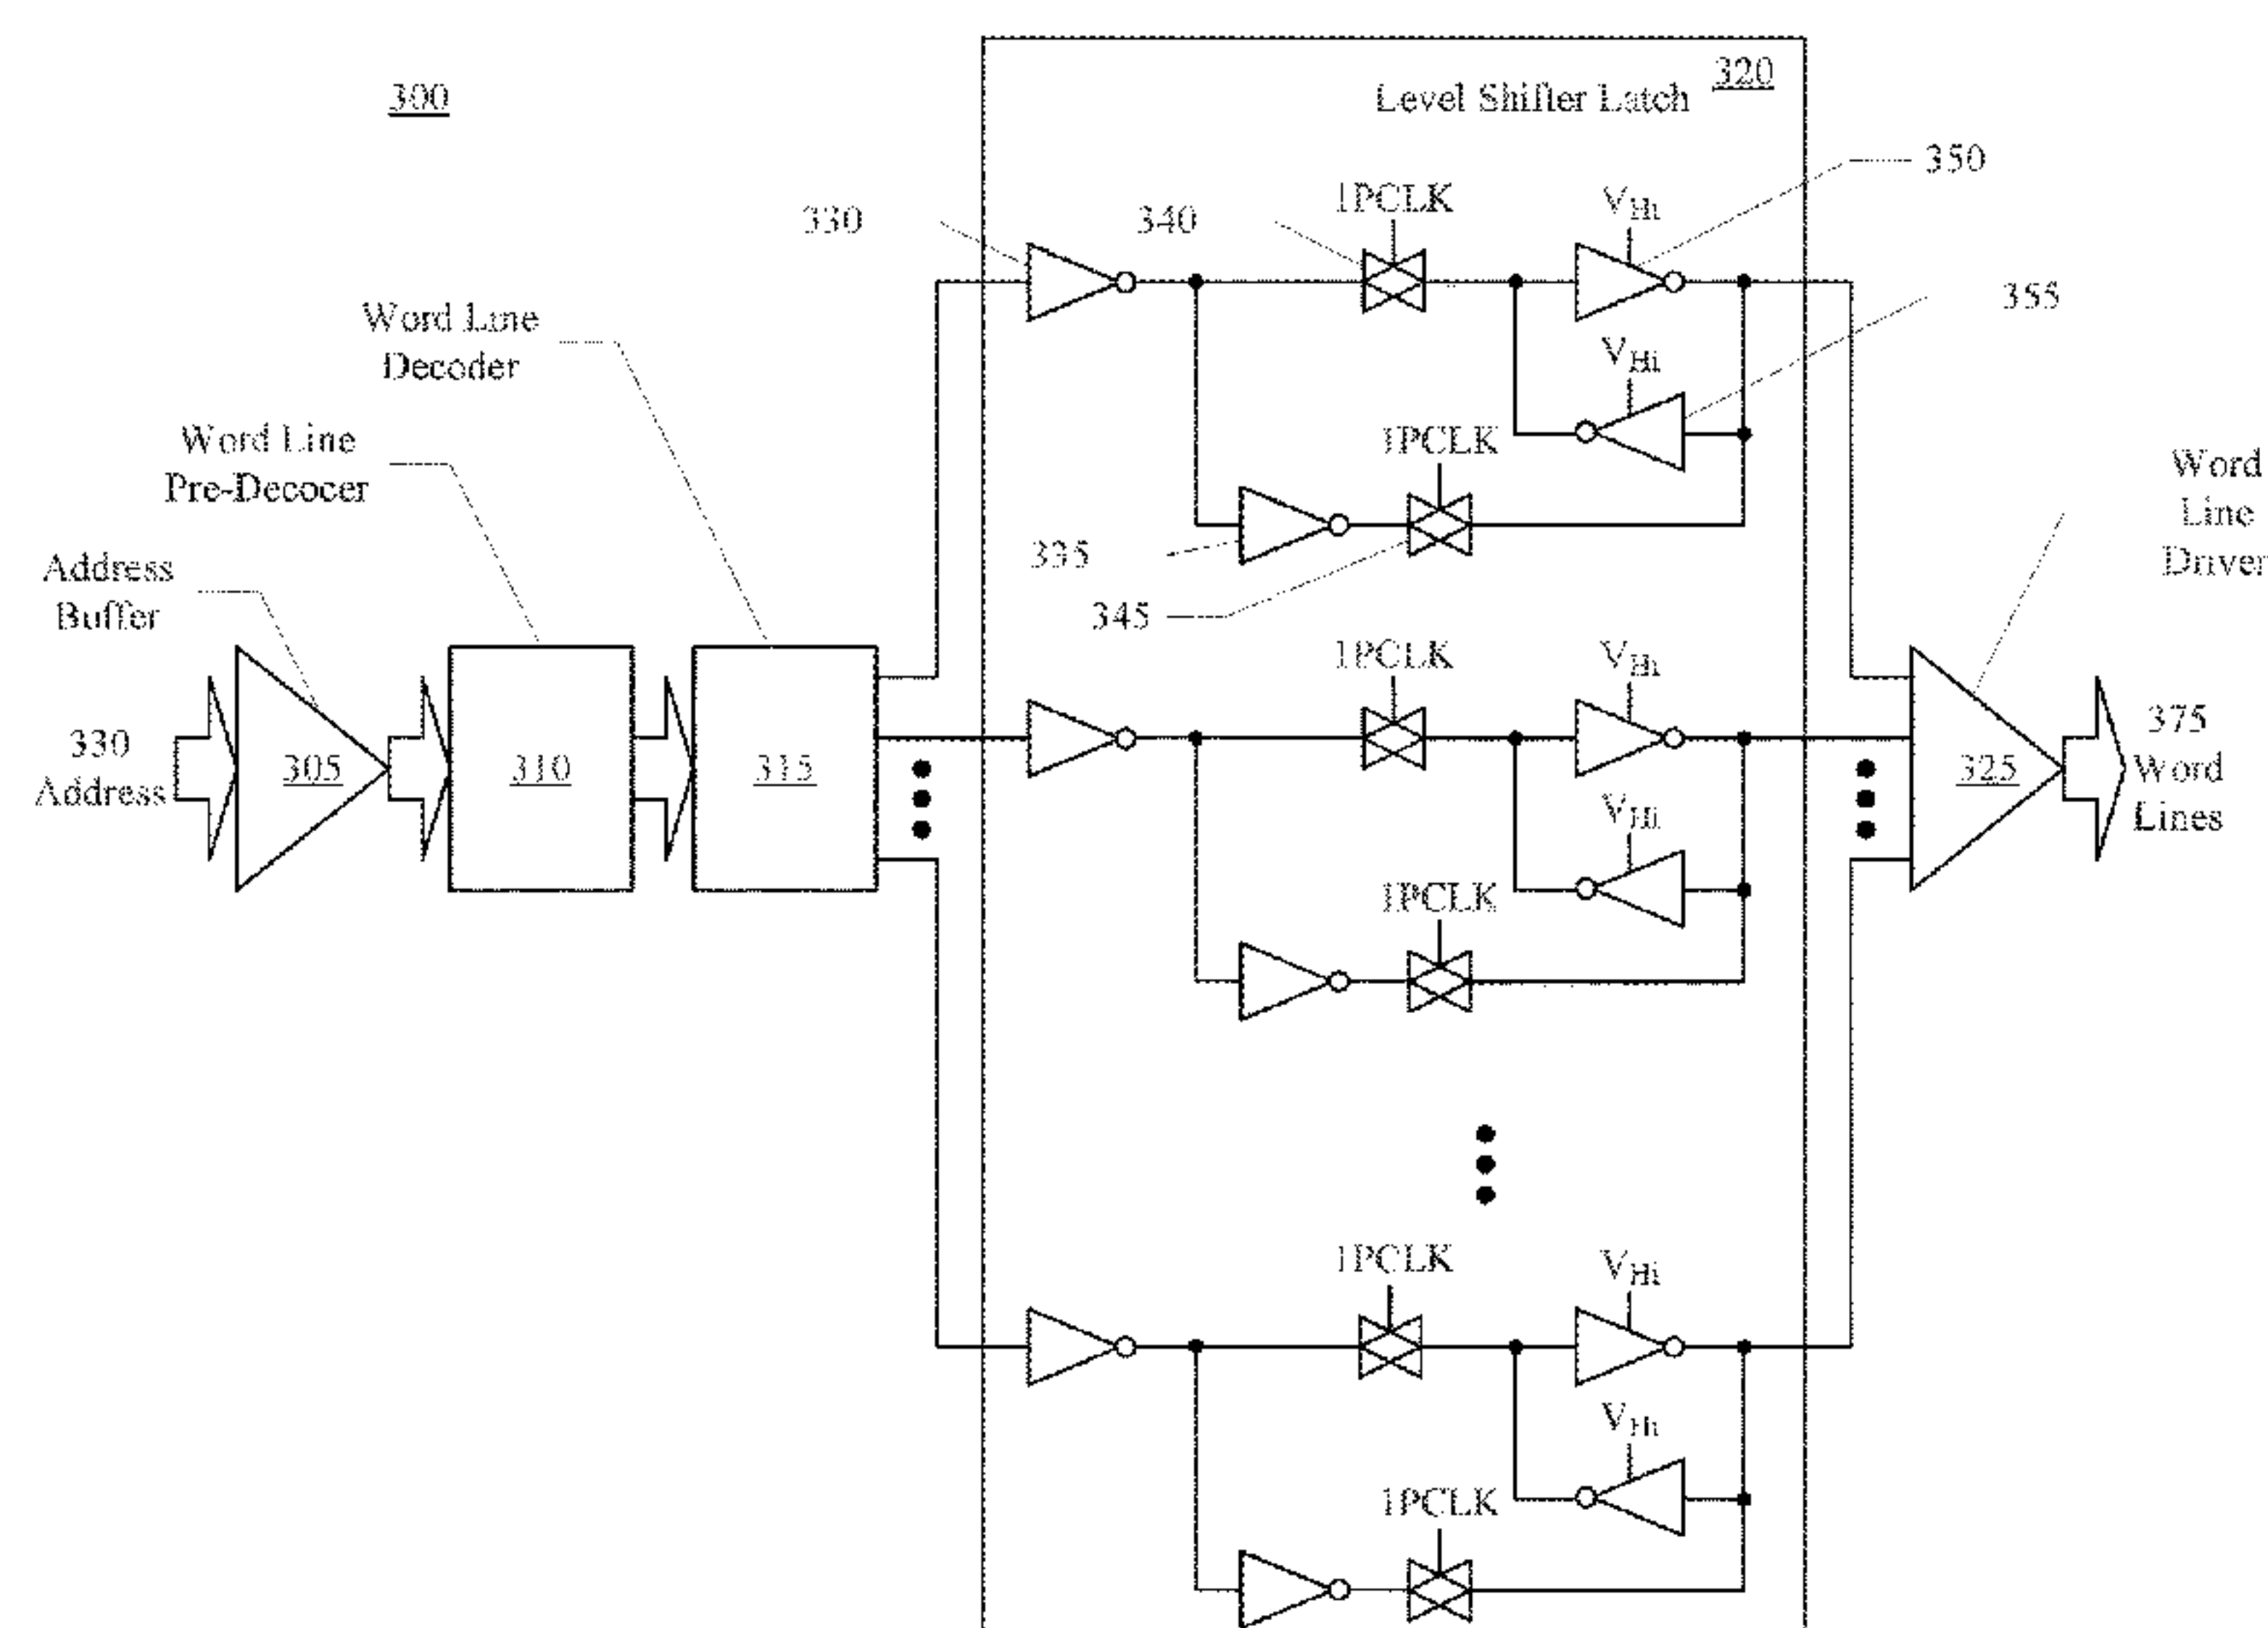 300
320
Level Shifter Latch
350
330
340
1PCLK
VHi
355
VHi
Word Line
Decoder
Word Line
Pre-Decocer
1PCLK
Word
Line
Driver
335
345
Address
Buffer
1PCLK
VHi
330
Address
305
310
315
325
375
Word
Lines
VHi
1PCLK
1PCLK
VHi
VHi
1PCLK